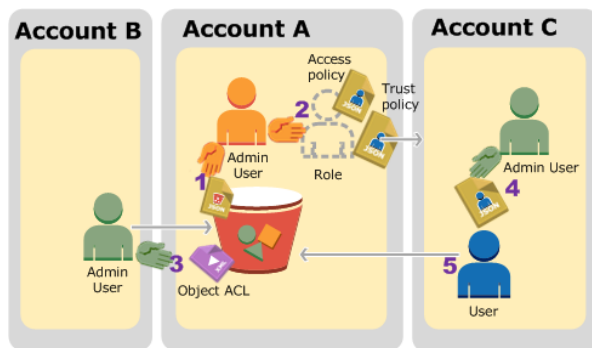 Account B
Account A
Account C
Access
policy
Trust
policy
2
Admin
User
Role
Admin User
1
4
Admin
User
3
Object ACL
5
User